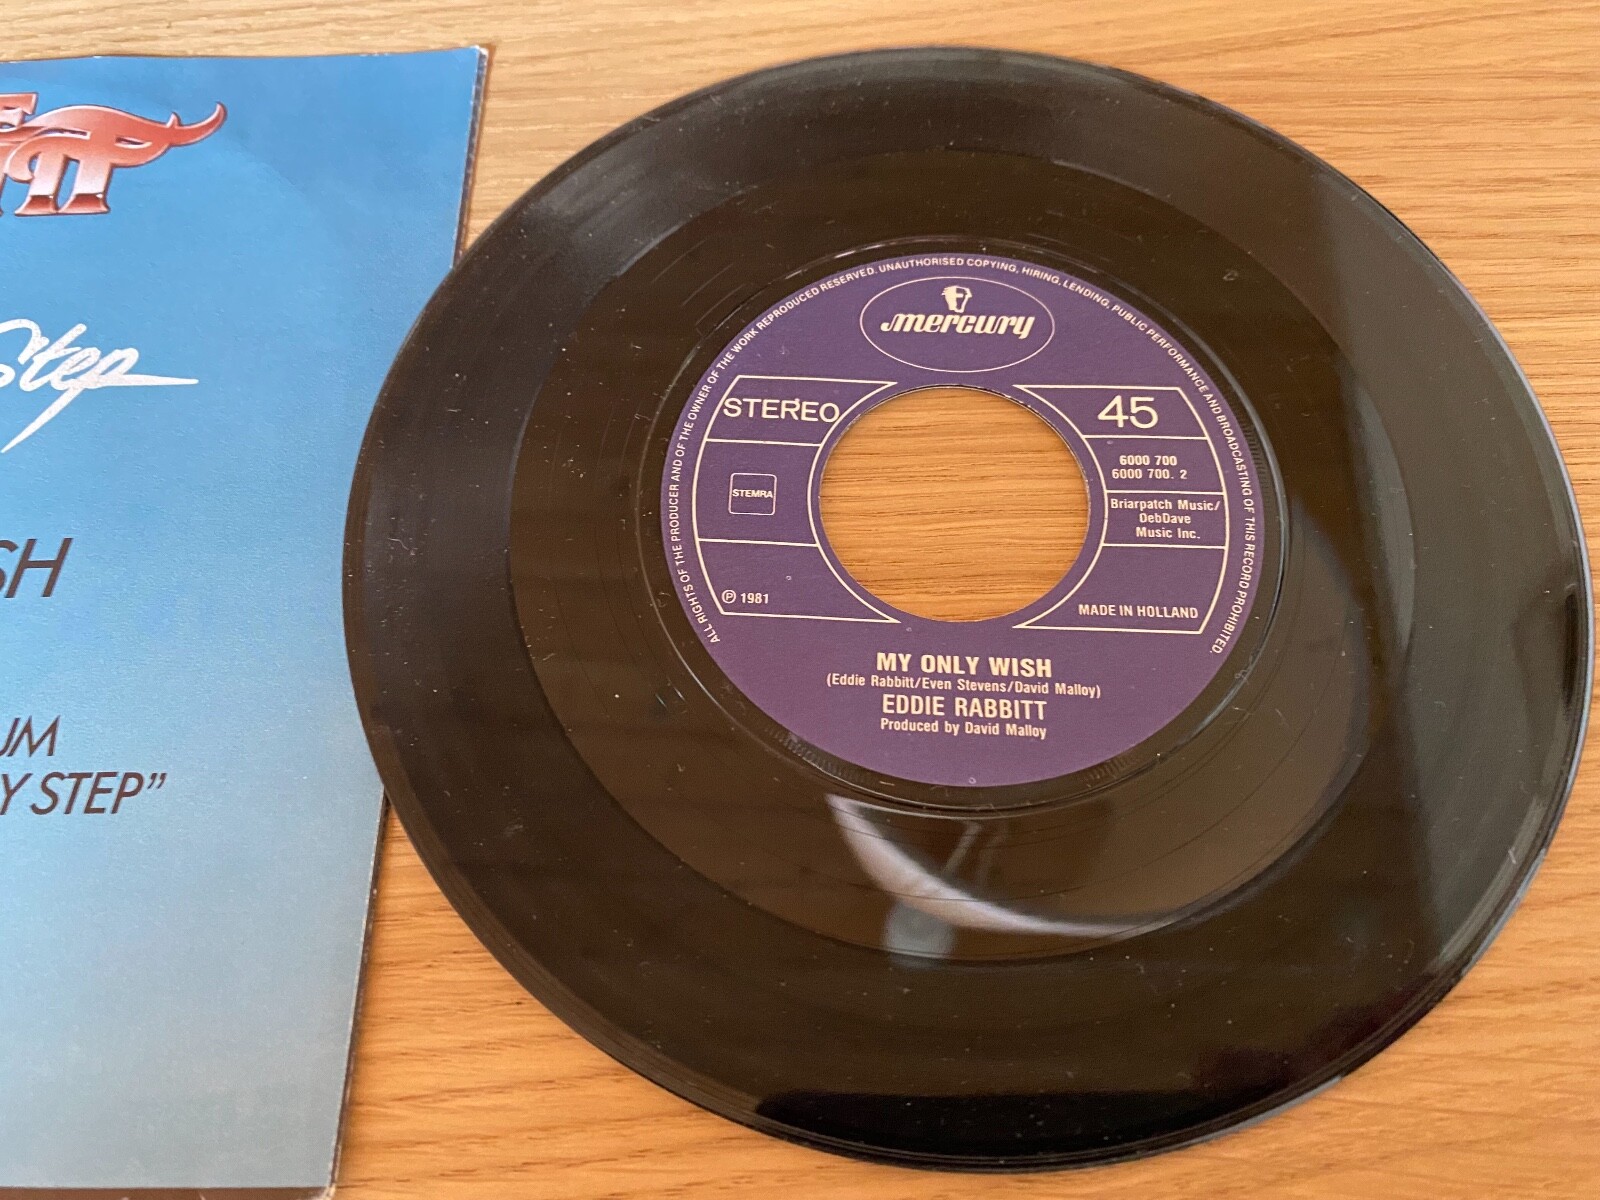 Step
SH
UM
Y STEP”
ALL RIGHTS OF THE PRODUCER AND OF THE OWNER OF THE WORK REPRODUCED RESERVED. UNAUTHORISED COPYING, HIRING, LENDING, PUBLIC PERFORMANCE AND BROADCASTING OF THIS RECORD PROHIBITED.
mercury
STEREO
45
6000 700
6000 700. 2
STEMRA
Briarpatch Music/
DebDave
Music Inc.
Ⓟ 1981
MADE IN HOLLAND
MY ONLY WISH
(Eddie Rabbitt/Even Stevens/David Malloy)
EDDIE RABBITT
Produced by David Malloy